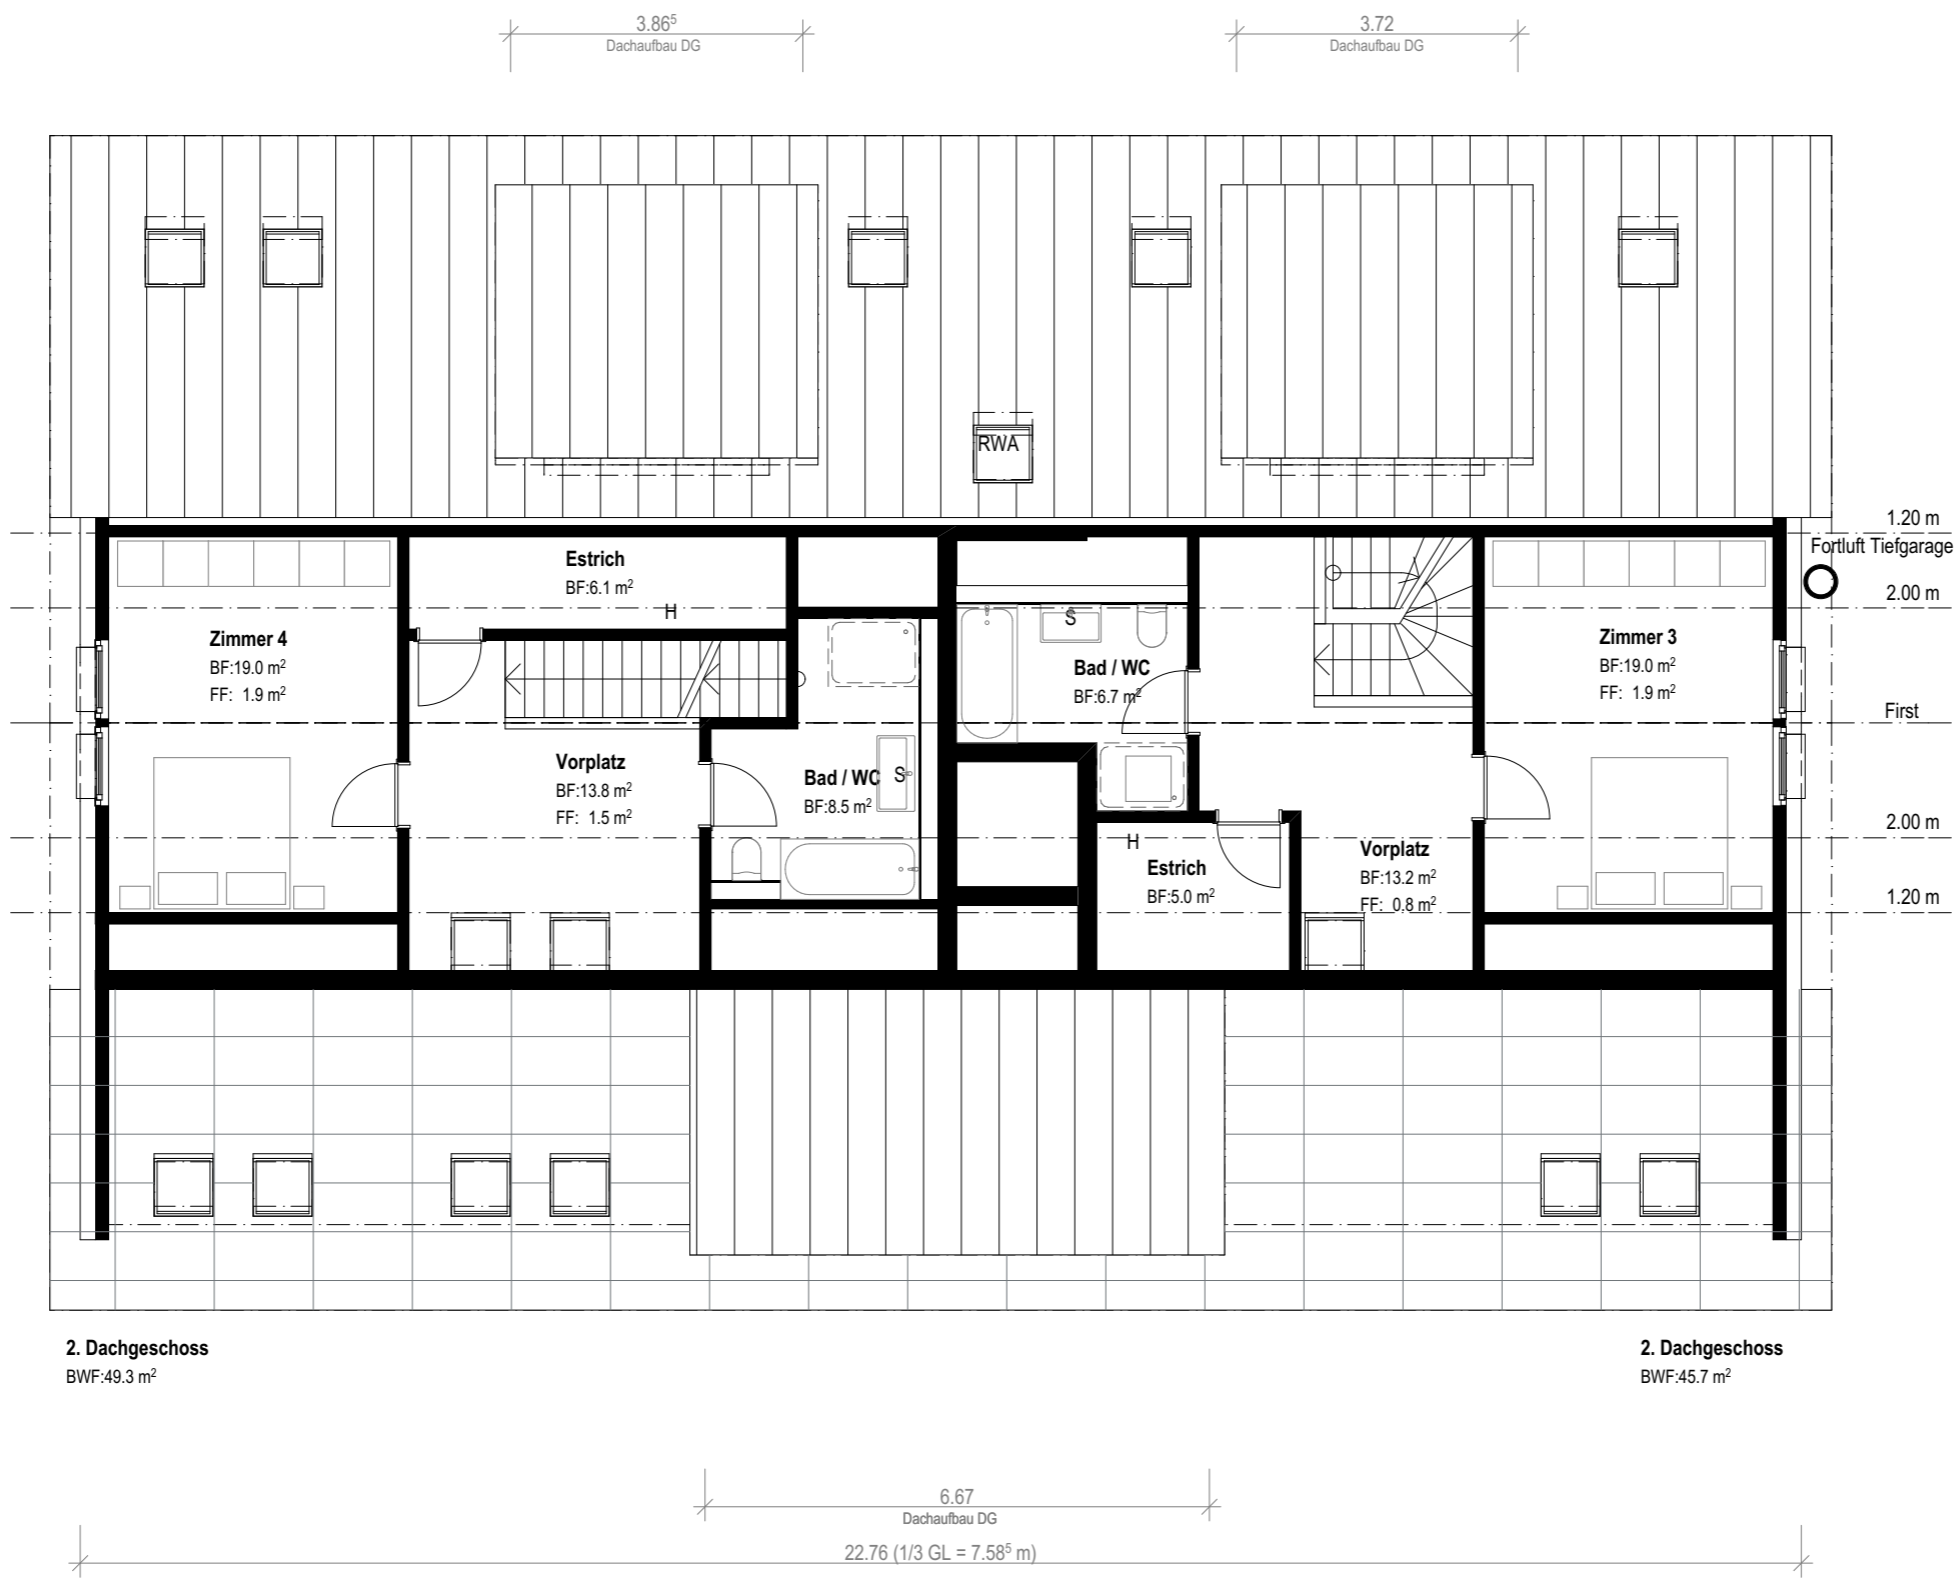 3.86⁵
Dachaufbau DG
3.72
Dachaufbau DG
RWA
1.20 m
Fortluft Tiefgarage
2.00 m
First
2.00 m
1.20 m
Estrich
BF:6.1 m²
H
Zimmer 4
BF:19.0 m²
FF: 1.9 m²
Vorplatz
BF:13.8 m²
FF: 1.5 m²
Bad / WC
BF:8.5 m²
S
S
Bad / WC
BF:6.7 m²
H
Estrich
BF:5.0 m²
Vorplatz
BF:13.2 m²
FF: 0.8 m²
Zimmer 3
BF:19.0 m²
FF: 1.9 m²
2. Dachgeschoss
BWF:49.3 m²
2. Dachgeschoss
BWF:45.7 m²
6.67
Dachaufbau DG
22.76 (1/3 GL = 7.58⁵ m)